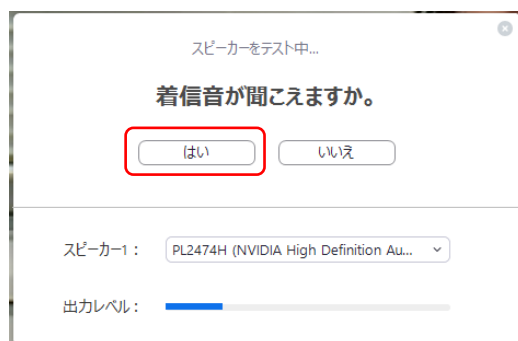 スピーカーをテスト中...
着信音が聞こえますか。
はい いいえ
スピーカー1： PL2474H (NVIDIA High Definition Au...
出力レベル：